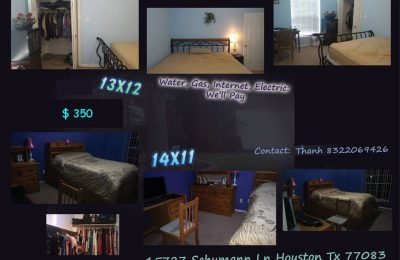 13X12
Water, Gas, Internet, Electric-
We'll Pay
$ 350
14X11
Contact: Thanh 8322069426
15727 Schumann Ln Houston Tx 77083